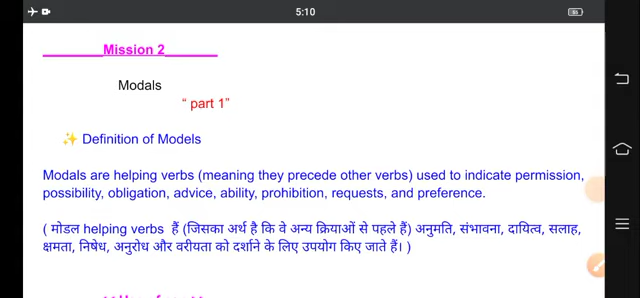 5:10
86
Mission 2
Modals
“ part 1”
✨ Definition of Models
Modals are helping verbs (meaning they precede other verbs) used to indicate permission,
possibility, obligation, advice, ability, prohibition, requests, and preference.
( मोडल helping verbs हैं (जिसका अर्थ है कि वे अन्य क्रियाओं से पहले हैं) अनुमति, संभावना, दायित्व, सलाह,
क्षमता, निषेध, अनुरोध और वरीयता को दर्शाने के लिए उपयोग किए जाते हैं। )